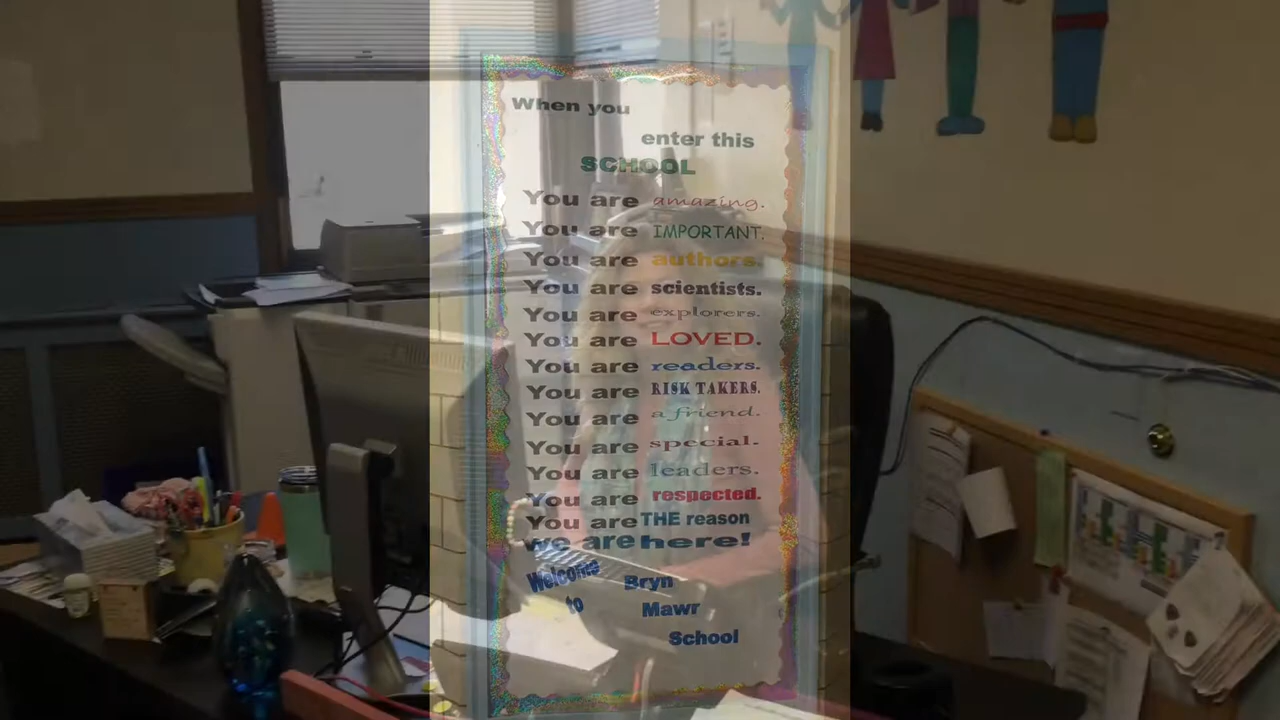 When you
enter this
SCHOOL
You are amazing.
You are IMPORTANT.
You are authors.
You are scientists.
You are explorers.
You are LOVED.
You are readers.
You are RISK TAKERS.
You are a friend.
You are special.
You are leaders.
You are respected.
You are THE reason
we are here!
Welcome
to
Bryn
Mawr
School